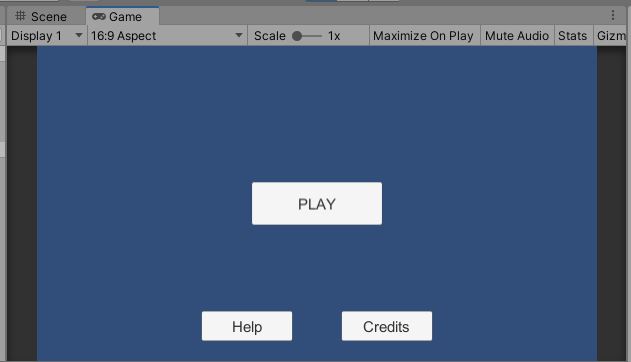 Scene Game
Display 1 16:9 Aspect Scale 1x Maximize On Play Mute Audio Stats Gizm
PLAY
Help Credits